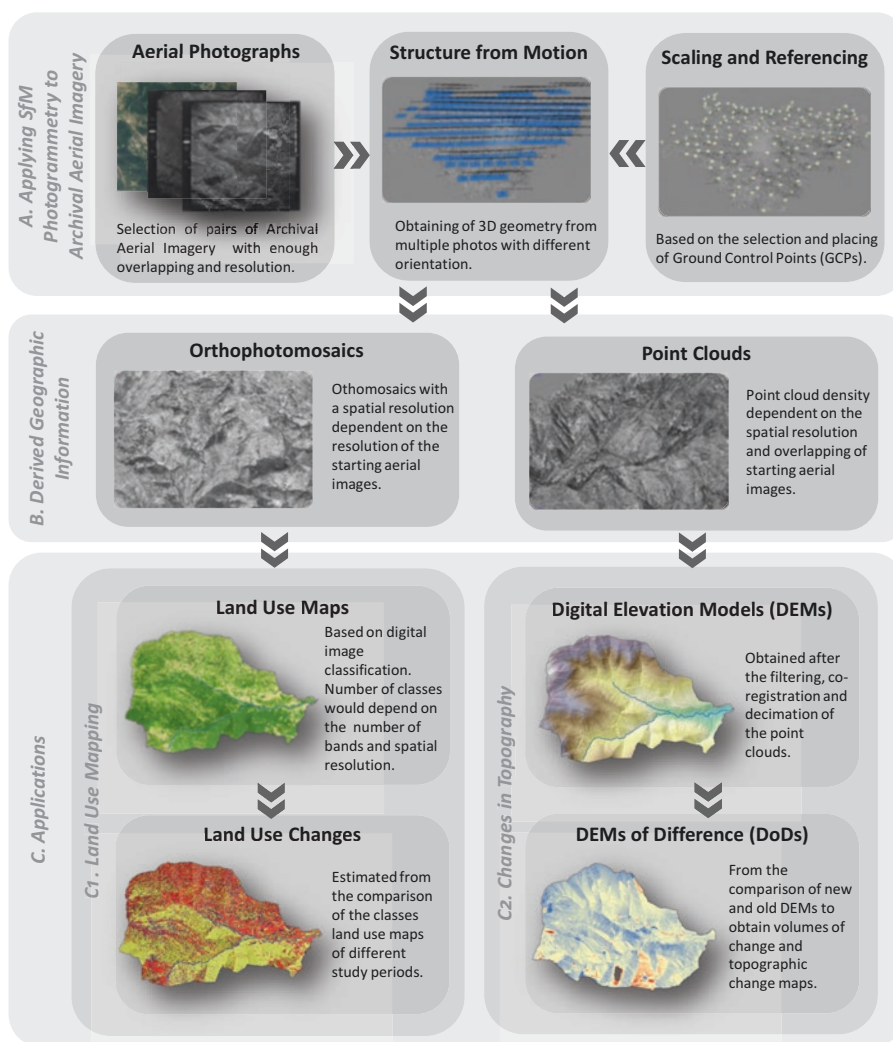 A. Applying SfM
Photogrammetry to
Archival Aerial Imagery
Aerial Photographs
Selection of pairs of Archival
Aerial Imagery with enough
overlapping and resolution.
Structure from Motion
Obtaining of 3D geometry from
multiple photos with different
orientation.
Scaling and Referencing
Based on the selection and placing
of Ground Control Points (GCPs).
B. Derived Geographic
Information
Orthophotomosaics
Othomosaics with
a spatial resolution
dependent on the
resolution of the
starting aerial
images.
Point Clouds
Point cloud density
dependent on the
spatial resolution
and overlapping of
starting aerial
images.
C. Applications
C1. Land Use Mapping
Land Use Maps
Based on digital
image
classification.
Number of classes
would depend on
the number of
bands and spatial
resolution.
Land Use Changes
Estimated from
the comparison
of the classes
land use maps
of different
study periods.
C2. Changes in Topography
Digital Elevation Models (DEMs)
Obtained after
the filtering, co-
registration and
decimation of
the point
clouds.
DEMs of Difference (DoDs)
From the
comparison of new
and old DEMs to
obtain volumes of
change and
topographic
change maps.